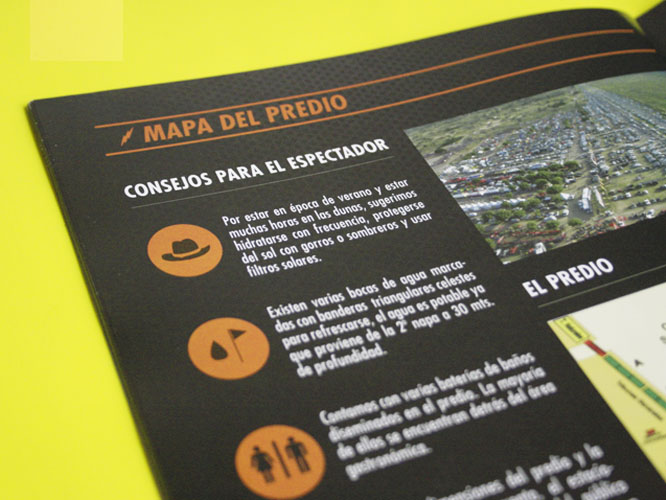 MAPA DEL PREDIO
CONSEJOS PARA EL ESPECTADOR
Por estar en época de verano y estar
muchas horas en las dunas, sugerimos
hidratarse con frecuencia, protegerse
del sol con gorros o sombreros y usar
filtros solares.
Existen varias bocas de agua marca-
das con banderas triangulares celestes
para refrescarse, el agua es potable ya
que proviene de la 2º napa a 30 mts.
de profundidad.
Contamos con varias baterías de baños
diseminados en el predio. La mayoría
de ellos se encuentran detrás del área
gastronómica.
del predio y la
EL PREDIO
A